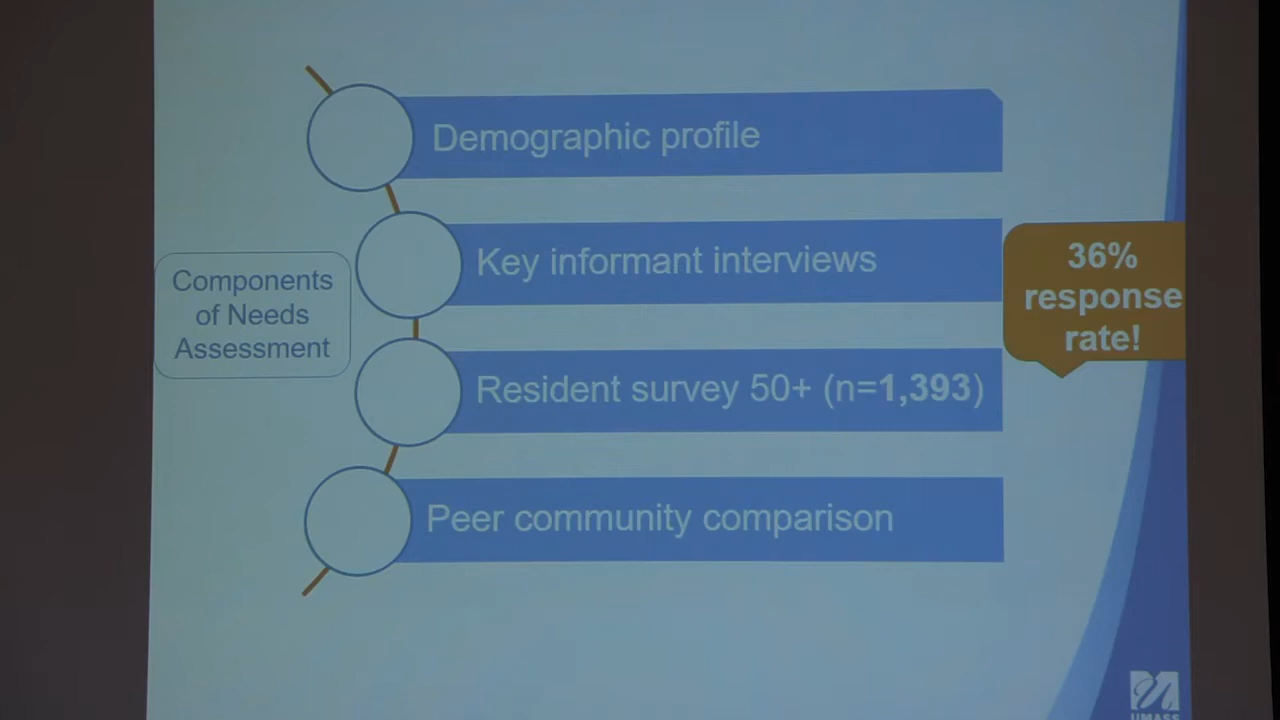 Demographic profile
Key informant interviews
Components
of Needs
Assessment
36%
response
rate!
Resident survey 50+ (n=1,393)
Peer community comparison
UMASS